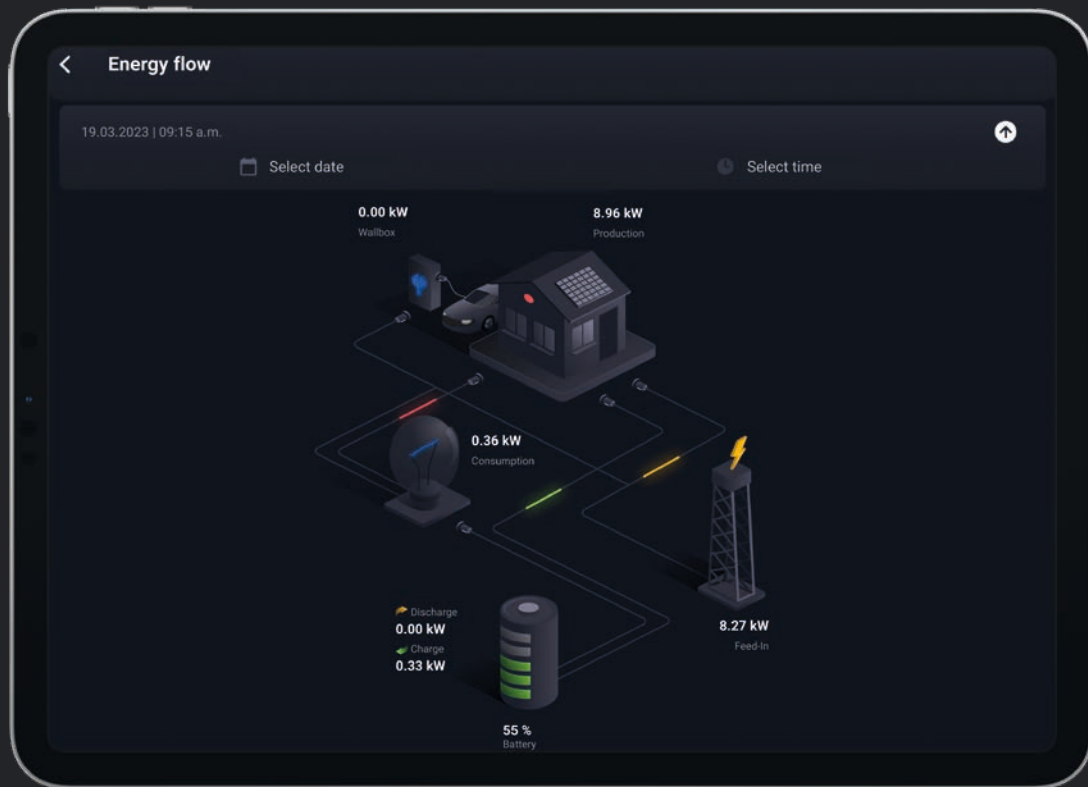 Energy flow
19.03.2023 | 09:15 a.m.
Select date
Select time
0.00 kW
Wallbox
8.96 kW
Production
0.36 kW
Consumption
Discharge
0.00 kW
Charge
0.33 kW
8.27 kW
Feed-In
55 %
Battery